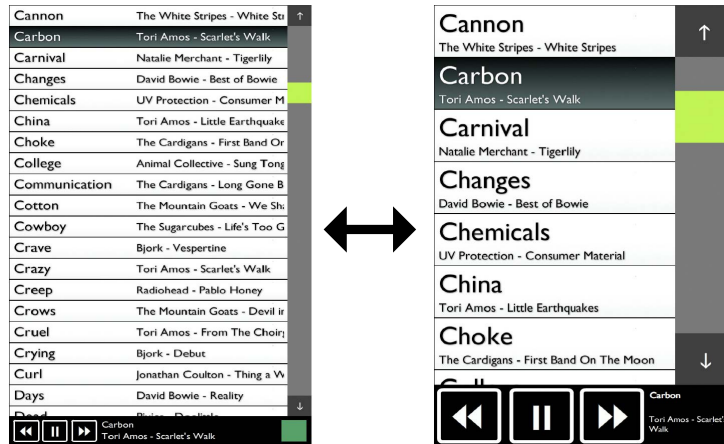 Cannon The White Stripes - White Str
Carbon Tori Amos - Scarlet's Walk
Carnival Natalie Merchant - Tigerlily
Changes David Bowie - Best of Bowie
Chemicals UV Protection - Consumer M
China Tori Amos - Little Earthquake
Choke The Cardigans - First Band Or
College Animal Collective - Sung Tong
Communication The Cardigans - Long Gone B
Cotton The Mountain Goats - We Sha
Cowboy The Sugarcubes - Life's Too G
Crave Bjork - Vespertine
Crazy Tori Amos - Scarlet's Walk
Creep Radiohead - Pablo Honey
Crows The Mountain Goats - Devil in
Cruel Tori Amos - From The Choir
Crying Bjork - Debut
Curl Jonathan Coulton - Thing a W
Days David Bowie - Reality
Carbon
Tori Amos - Scarlet's Walk
Cannon
The White Stripes - White Stripes
Carbon
Tori Amos - Scarlet's Walk
Carnival
Natalie Merchant - Tigerlily
Changes
David Bowie - Best of Bowie
Chemicals
UV Protection - Consumer Material
China
Tori Amos - Little Earthquakes
Choke
The Cardigans - First Band On The Moon
Carbon
Tori Amos - Scarlet's
Walk